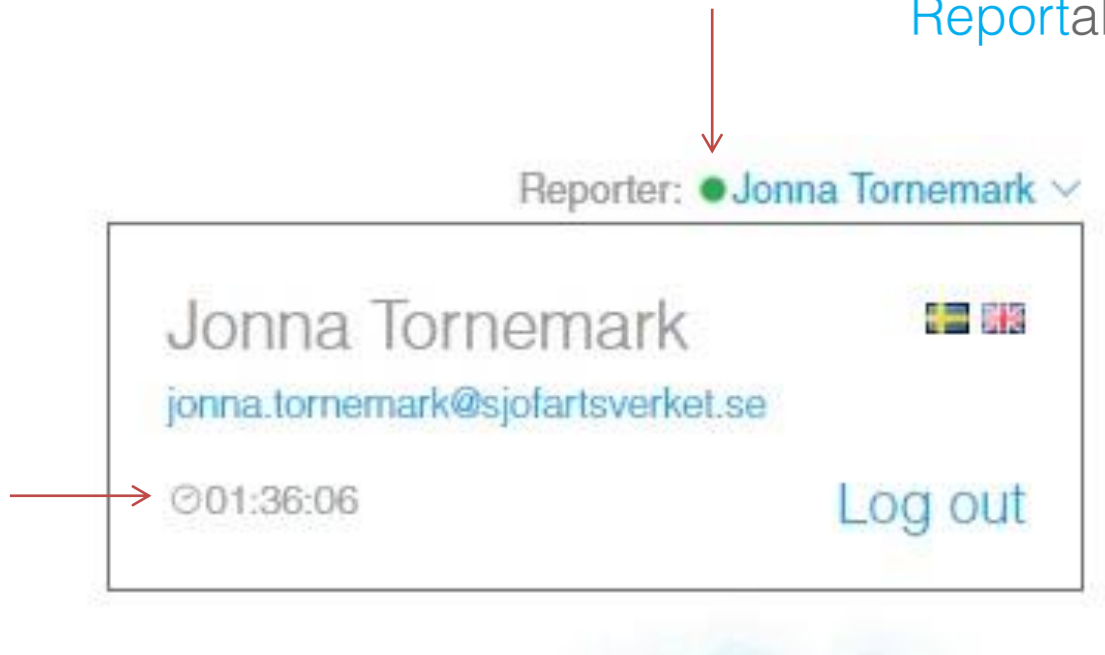 Reportal
Reporter: Jonna Tornemark
Jonna Tornemark
jonna.tornemark@sjofartsverket.se
01:36:06
Log out